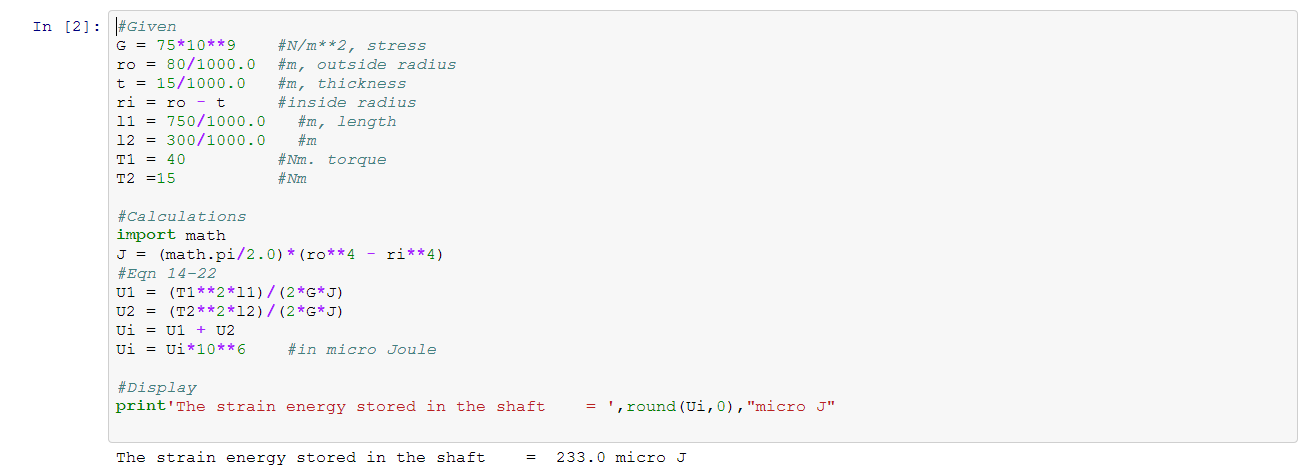 In [2]: #Given
G = 75*10**9    #N/m**2, stress
ro = 80/1000.0  #m, outside radius
t = 15/1000.0   #m, thickness
ri = ro - t     #inside radius
l1 = 750/1000.0   #m, length
l2 = 300/1000.0   #m
T1 = 40         #Nm. torque
T2 =15          #Nm
#Calculations
import math
J = (math.pi/2.0)*(ro**4 - ri**4)
#Eqn 14-22
U1 = (T1**2*l1)/(2*G*J)
U2 = (T2**2*l2)/(2*G*J)
Ui = U1 + U2
Ui = Ui*10**6    #in micro Joule
#Display
print'The strain energy stored in the shaft    = ',round(Ui,0),"micro J"
The strain energy stored in the shaft    =  233.0 micro J